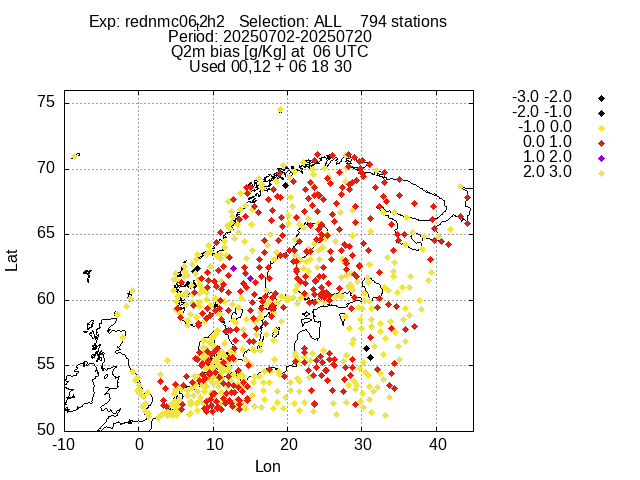 Exp: rednmc06t2h2 Selection: ALL 794 stations
Period: 20250702-20250720
Q2m bias [g/Kg] at 06 UTC
Used 00,12 + 06 18 30
-3.0 -2.0
-2.0 -1.0
-1.0 0.0
0.0 1.0
1.0 2.0
2.0 3.0
75
70
65
60
55
50
Lat
-10 0 10 20 30 40
Lon